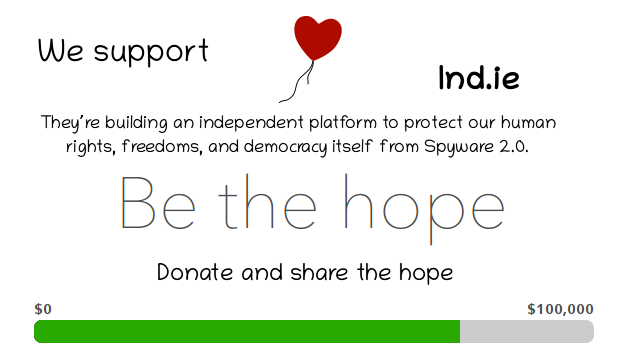 We support
Ind.ie
They're building an independent platform to protect our human
rights, freedoms, and democracy itself from Spyware 2.0.
Be the hope
Donate and share the hope
$0 $100,000